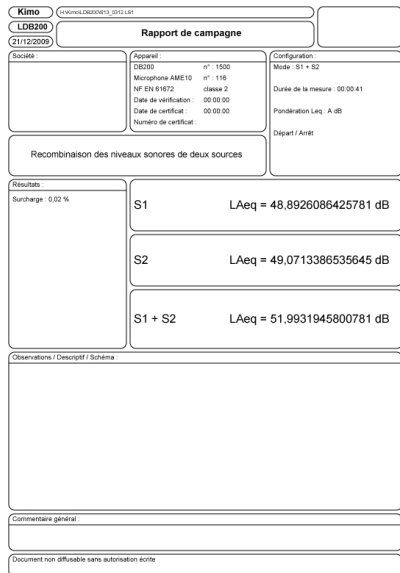 Kimo
H:\Kimo\LDB200\S13_0312.LS1
LDB200
21/12/2009
Rapport de campagne
Société :
Appareil :
DB200 n° : 1500
Microphone AME10 n° : 116
NF EN 61672 classe 2
Date de vérification : 00:00:00
Date de certificat : 00:00:00
Numéro de certificat :
Configuration :
Mode : S1 + S2
Durée de la mesure : 00:00:41
Pondération Leq : A dB
Départ / Arrêt
Recombinaison des niveaux sonores de deux sources
Résultats :
Surcharge : 0,02 %
S1 LAeq = 48,8926086425781 dB
S2 LAeq = 49,0713386535645 dB
S1 + S2 LAeq = 51,9931945800781 dB
Observations / Descriptif / Schéma :
Commentaire général :
Document non diffusable sans autorisation écrite